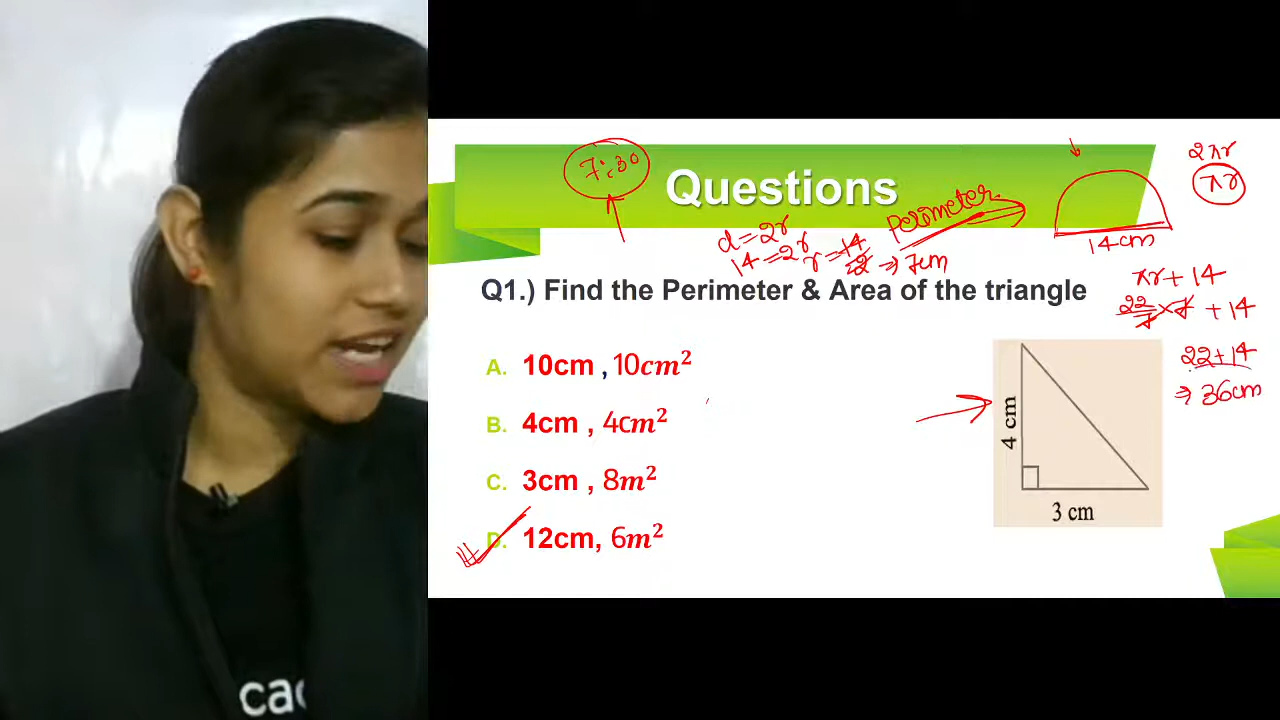 7:30
Questions
Perimeter
d=2r
14=2r r=14/2 ⇒ 7cm
14cm
2πr
πr
πr+14
22/7×7 +14
22+14
⇒ 36cm
Q1.) Find the Perimeter & Area of the triangle
A. 10cm , 10cm²
B. 4cm , 4cm²
C. 3cm , 8m²
D. 12cm, 6m²
4 cm
3 cm